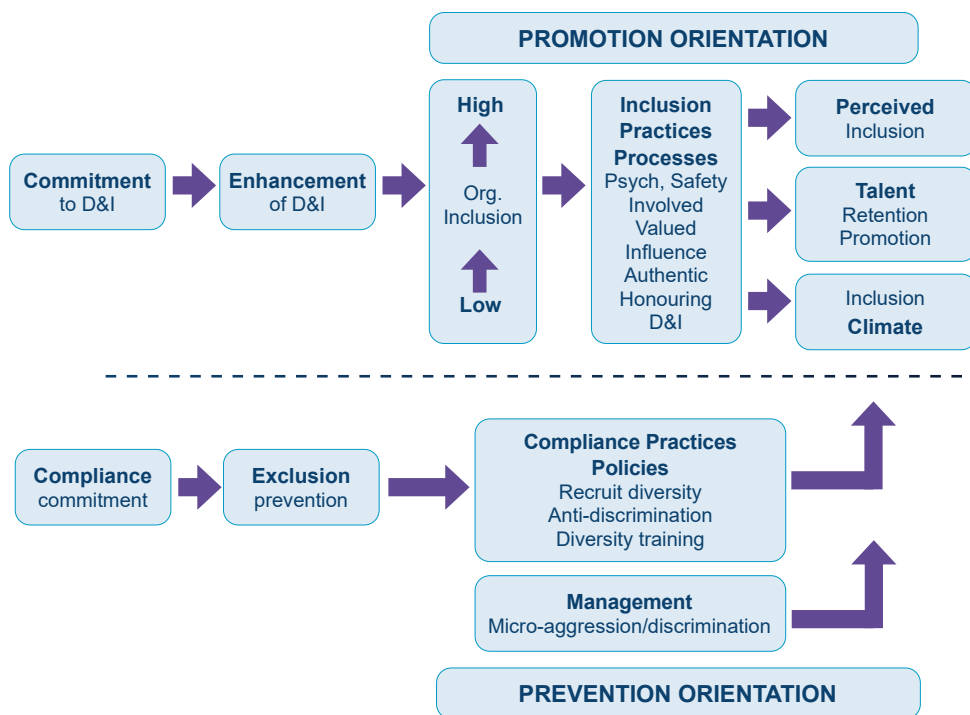 PROMOTION ORIENTATION
Commitment
to D&I
Enhancement
of D&I
High
Org.
Inclusion
Low
Inclusion
Practices
Processes
Psych, Safety
Involved
Valued
Influence
Authentic
Honouring
D&I
Perceived
Inclusion
Talent
Retention
Promotion
Inclusion
Climate
Compliance
commitment
Exclusion
prevention
Compliance Practices
Policies
Recruit diversity
Anti-discrimination
Diversity training
Management
Micro-aggression/discrimination
PREVENTION ORIENTATION